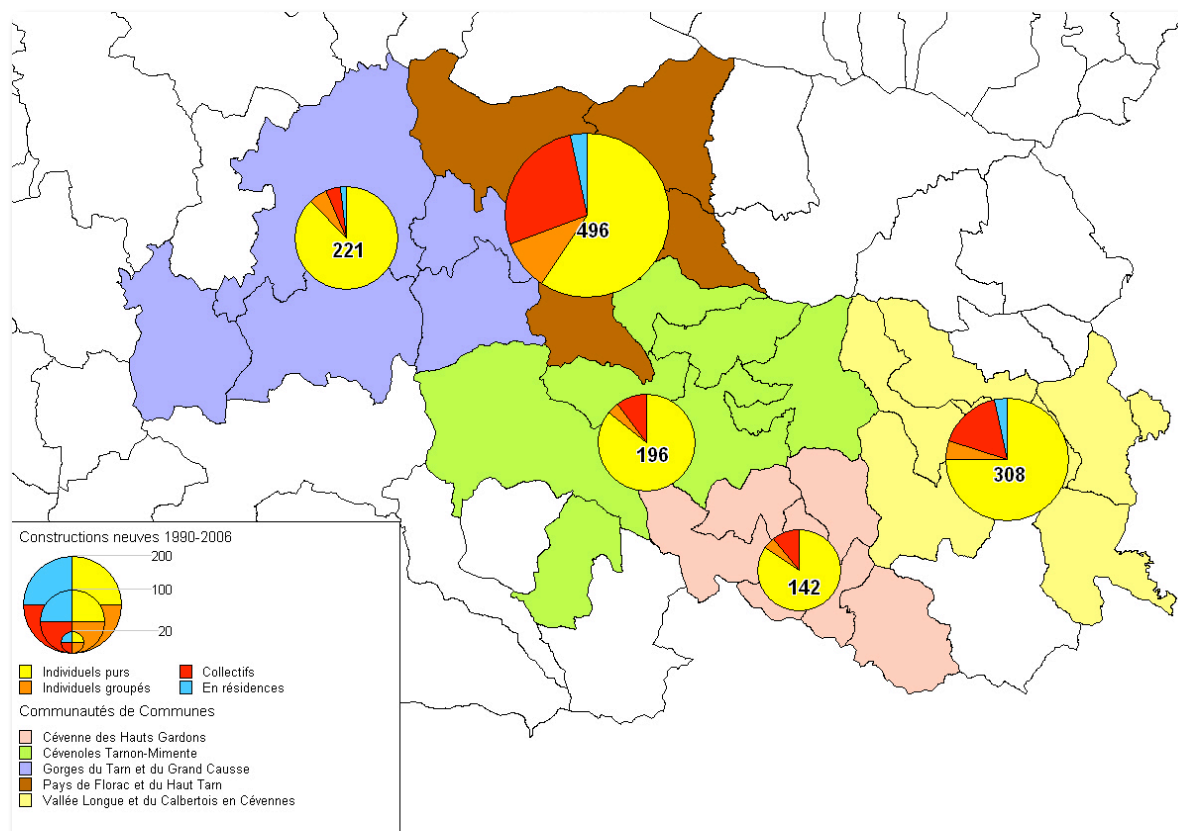 496
221
196
308
142
Constructions neuves 1990-2006
200
100
20
Individuels purs
Collectifs
Individuels groupés
En résidences
Communautés de Communes
Cévenne des Hauts Gardons
Cévenoles Tarnon-Mimente
Gorges du Tarn et du Grand Causse
Pays de Florac et du Haut Tarn
Vallée Longue et du Calbertois en Cévennes